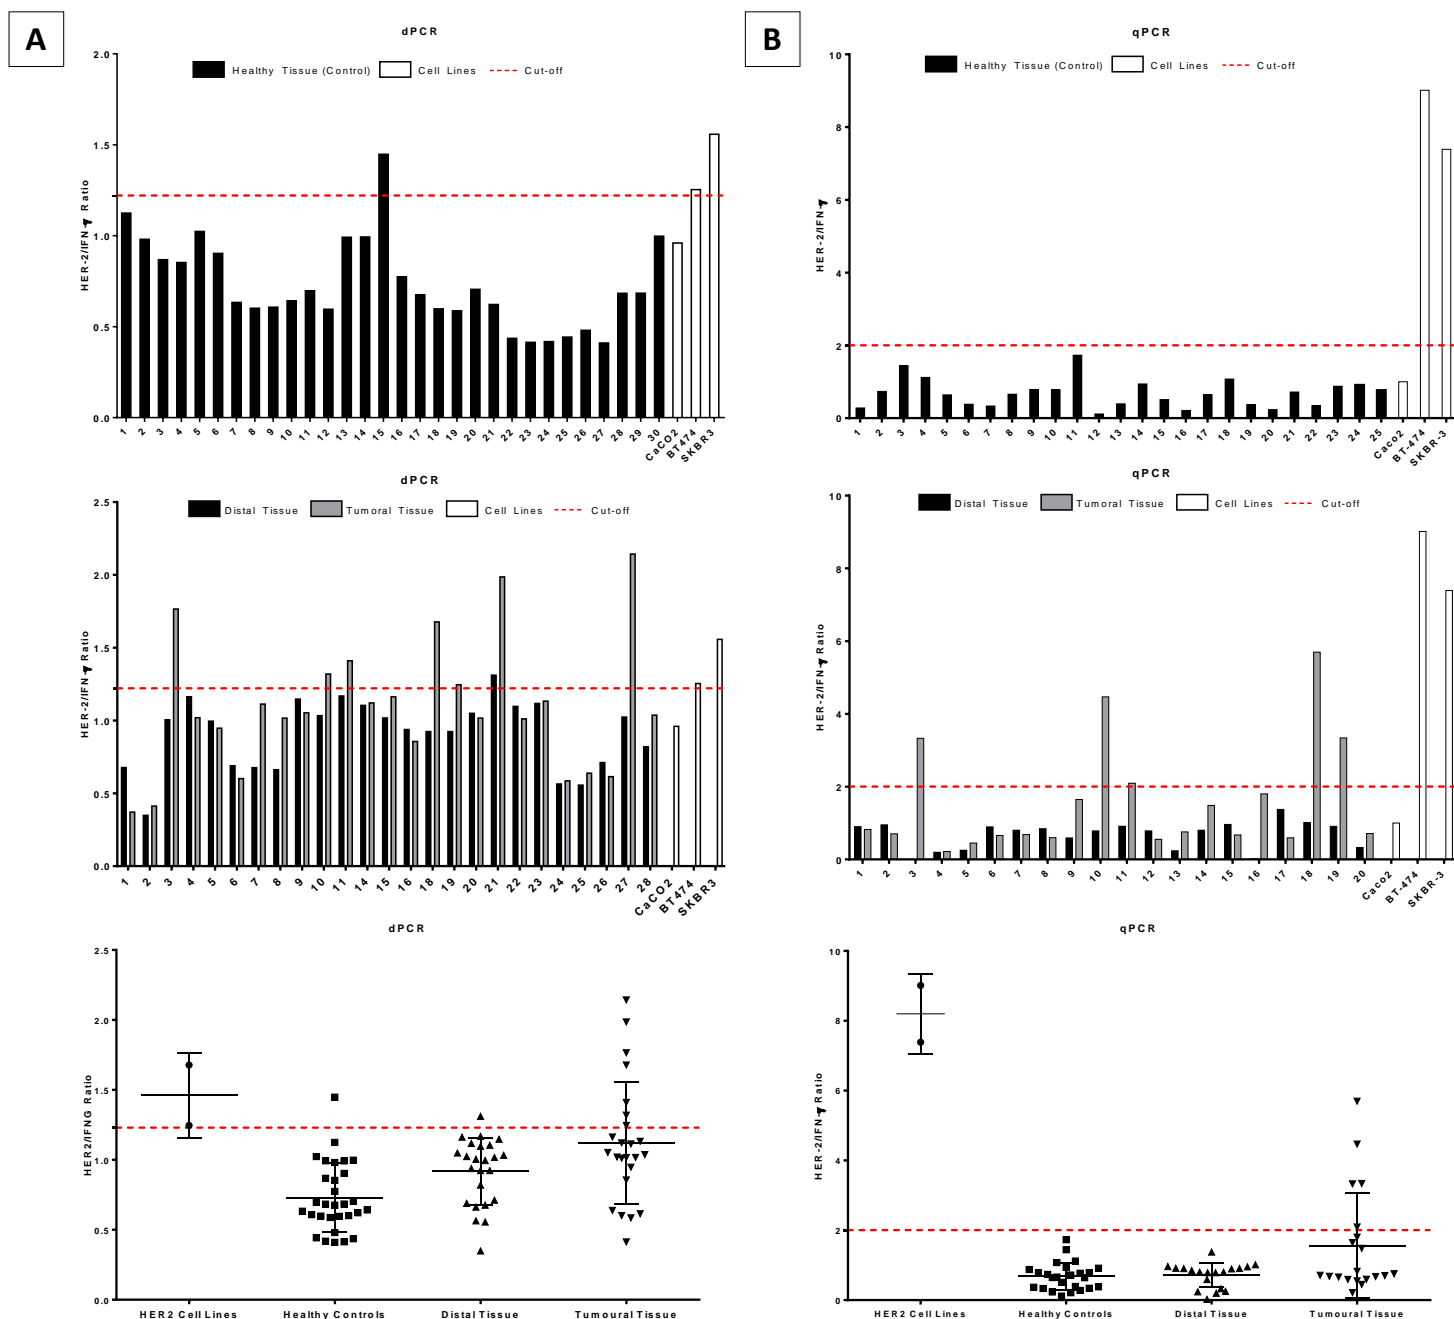 A
dPCR
Healthy Tissue (Control) Cell Lines Cut-off
HER-2/IFN-γ Ratio
2.0
1.5
1.0
0.5
0.0
1 2 3 4 5 6 7 8 9 10 11 12 13 14 15 16 17 18 19 20 21 22 23 24 25 26 27 28 29 30 CaCO2 BT474 SKBR3
dPCR
Distal Tissue Tumoral Tissue Cell Lines Cut-off
HER-2/IFN-γ Ratio
2.5
2.0
1.5
1.0
0.5
0.0
1 2 3 4 5 6 7 8 9 10 11 14 15 16 18 19 20 21 22 23 24 25 26 27 28 CaCO2 BT474 SKBR3
dPCR
HER2/IFNG Ratio
2.5
2.0
1.5
1.0
0.5
0.0
HER2 Cell Lines Healthy Controls Distal Tissue Tumoural Tissue
B
qPCR
Healthy Tissue (Control) Cell Lines Cut-off
HER-2/IFN-γ
10
8
6
4
2
0
1 2 3 4 5 6 7 8 9 10 11 12 13 14 15 16 17 18 19 20 21 22 23 24 25 Caco2 BT-474 SKBR-3
qPCR
Distal Tissue Tumoral Tissue Cell Lines Cut-off
HER-2/IFN-γ Ratio
10
8
6
4
2
0
1 2 3 4 5 6 7 8 9 10 11 12 13 14 15 16 17 18 19 20 Caco2 BT-474 SKBR-3
qPCR
HER-2/IFN-γ Ratio
10
8
6
4
2
0
HER2 Cell Lines Healthy Controls Distal Tissue Tumoural Tissue